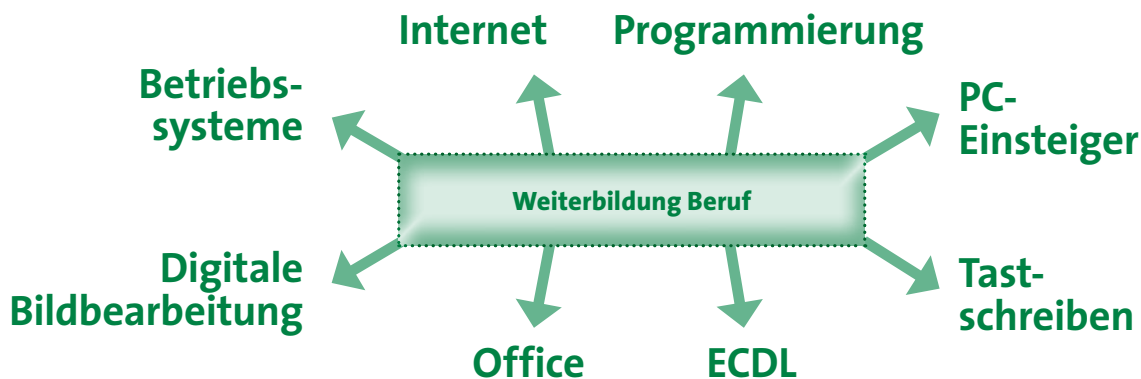 Internet
Programmierung
Betriebs-
systeme
PC-
Einsteiger
Weiterbildung Beruf
Digitale
Bildbearbeitung
Tast-
schreiben
Office
ECDL